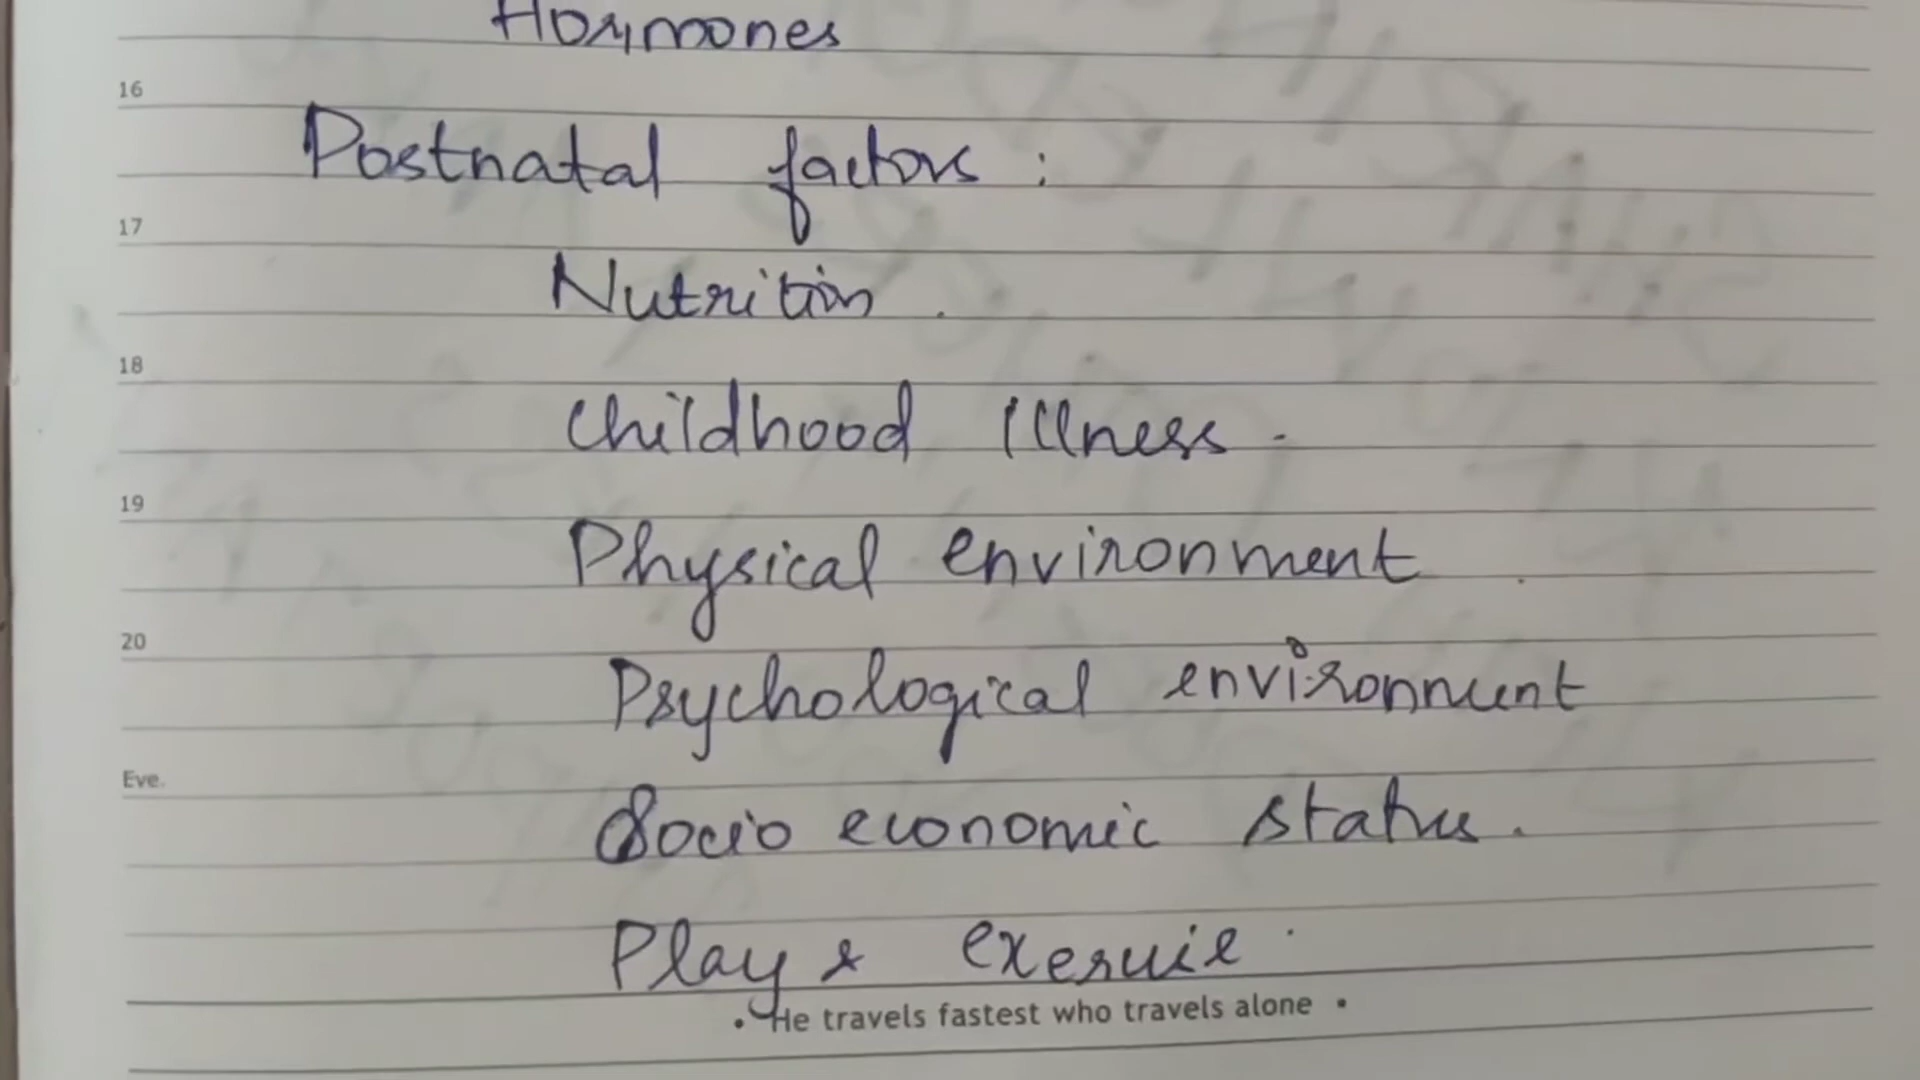 Hormones
16
Postnatal factors :
17
Nutrition .
18
Childhood Illness .
19
Physical environment .
20
Psychological environment
Eve.
Socio economic status .
Play & exercise .
• He travels fastest who travels alone •